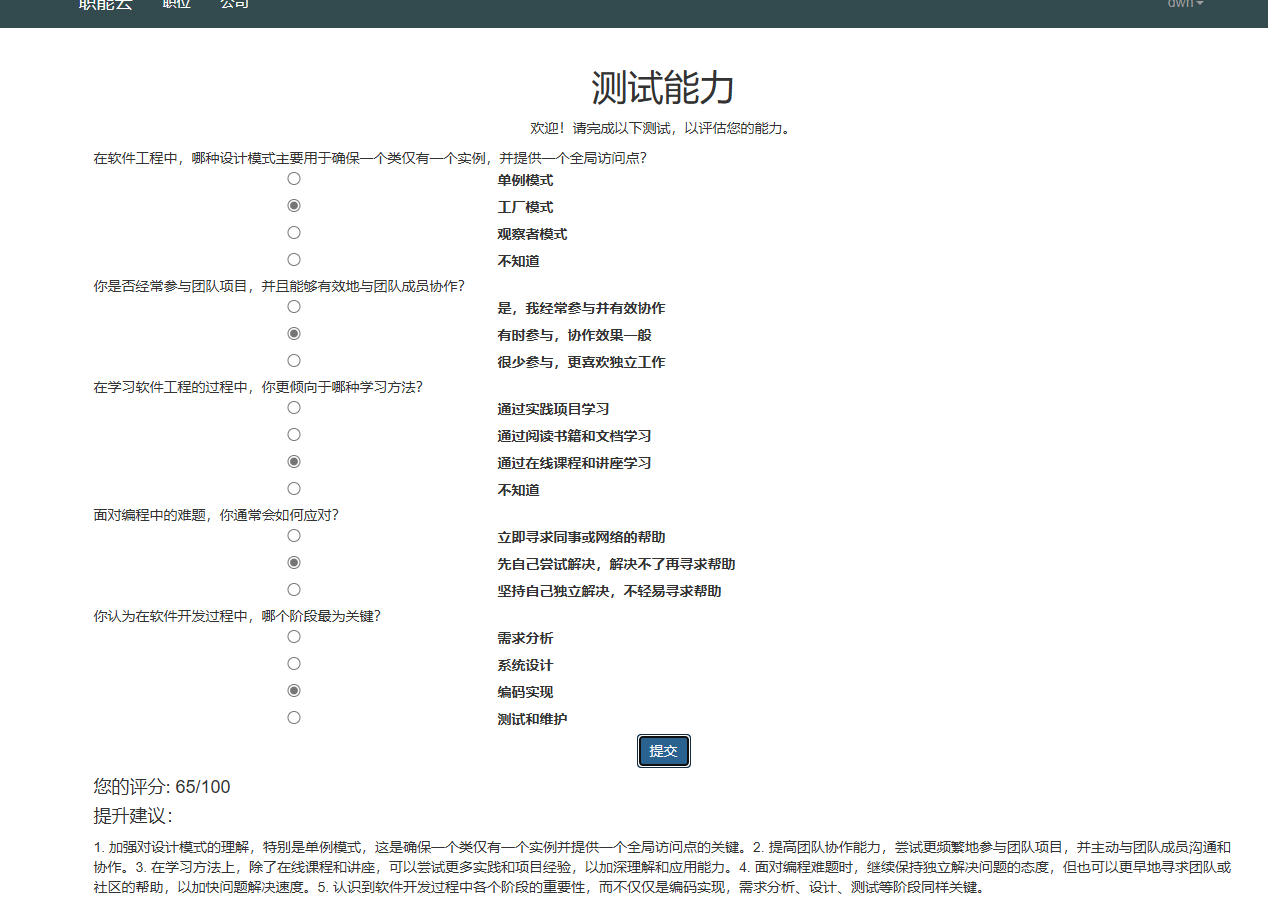 职能云 职位 公司 dwh
测试能力
欢迎！请完成以下测试，以评估您的能力。
在软件工程中，哪种设计模式主要用于确保一个类仅有一个实例，并提供一个全局访问点？
单例模式
工厂模式
观察者模式
不知道
你是否经常参与团队项目，并且能够有效地与团队成员协作？
是，我经常参与并有效协作
有时参与，协作效果一般
很少参与，更喜欢独立工作
在学习软件工程的过程中，你更倾向于哪种学习方法？
通过实践项目学习
通过阅读书籍和文档学习
通过在线课程和讲座学习
不知道
面对编程中的难题，你通常会如何应对？
立即寻求同事或网络的帮助
先自己尝试解决，解决不了再寻求帮助
坚持自己独立解决，不轻易寻求帮助
你认为在软件开发过程中，哪个阶段最为关键？
需求分析
系统设计
编码实现
测试和维护
提交
您的评分: 65/100
提升建议：
1. 加强对设计模式的理解，特别是单例模式，这是确保一个类仅有一个实例并提供一个全局访问点的关键。2. 提高团队协作能力，尝试更频繁地参与团队项目，并主动与团队成员沟通和
协作。3. 在学习方法上，除了在线课程和讲座，可以尝试更多实践和项目经验，以加深理解和应用能力。4. 面对编程难题时，继续保持独立解决问题的态度，但也可以更早地寻求团队或
社区的帮助，以加快问题解决速度。5. 认识到软件开发过程中各个阶段的重要性，而不仅仅是编码实现，需求分析、设计、测试等阶段同样关键。